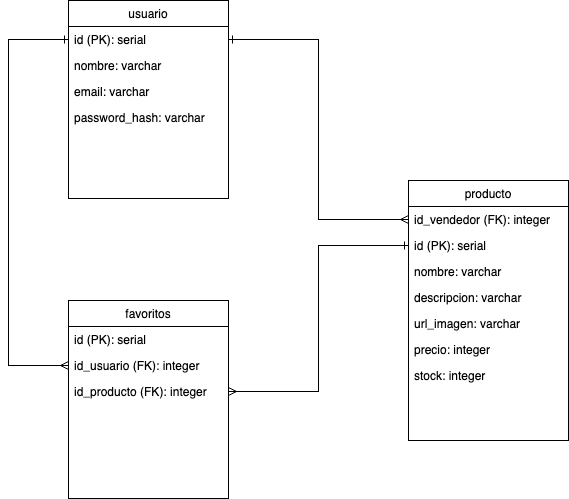 usuario
id (PK): serial
nombre: varchar
email: varchar
password_hash: varchar
producto
id_vendedor (FK): integer
id (PK): serial
nombre: varchar
descripcion: varchar
url_imagen: varchar
precio: integer
stock: integer
favoritos
id (PK): serial
id_usuario (FK): integer
id_producto (FK): integer